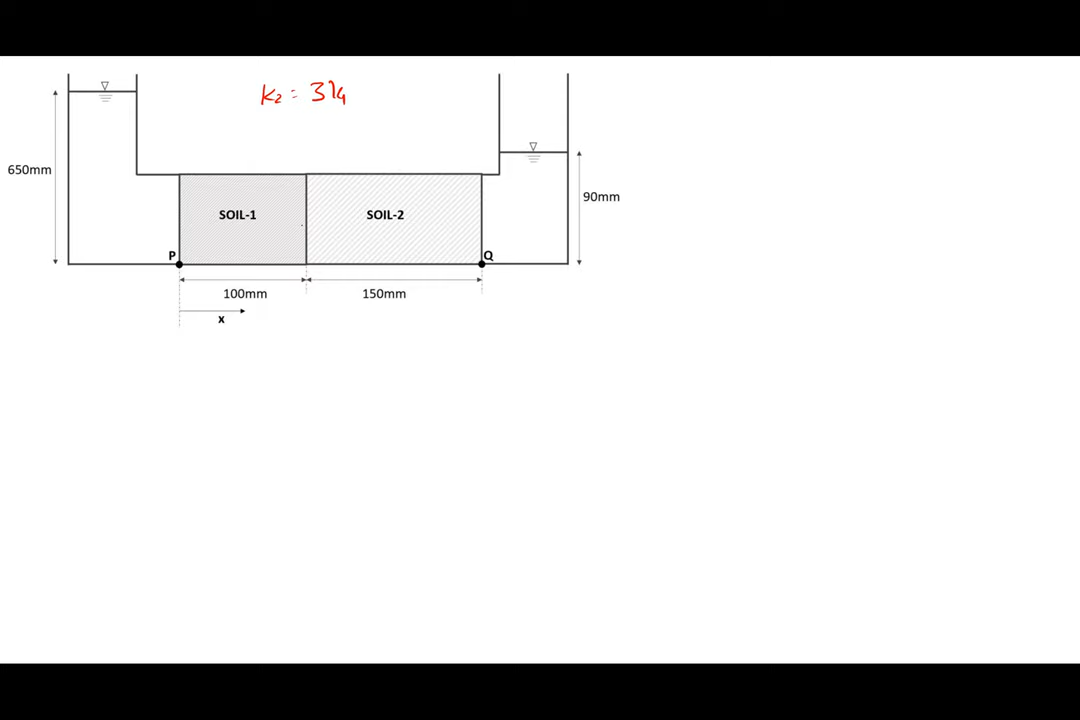 k₂ = 3k₁
650mm
SOIL-1 SOIL-2
90mm
P Q
100mm 150mm
x